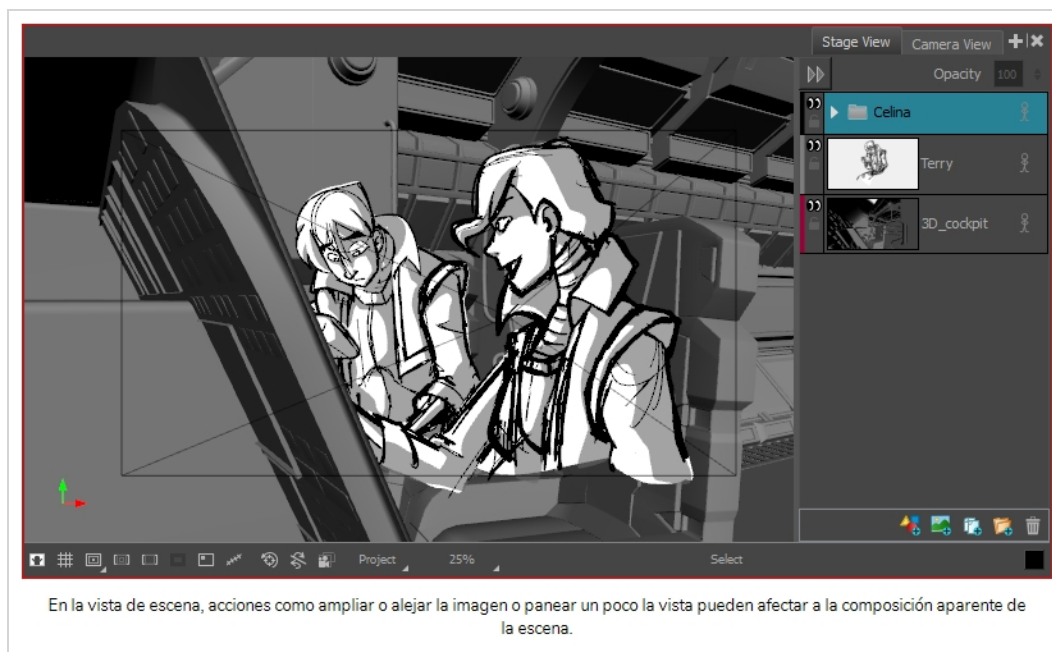 Stage View
Camera View
Opacity 100
Celina
Terry
3D_cockpit
Project
25%
Select
En la vista de escena, acciones como ampliar o alejar la imagen o panear un poco la vista pueden afectar a la composición aparente de
la escena.